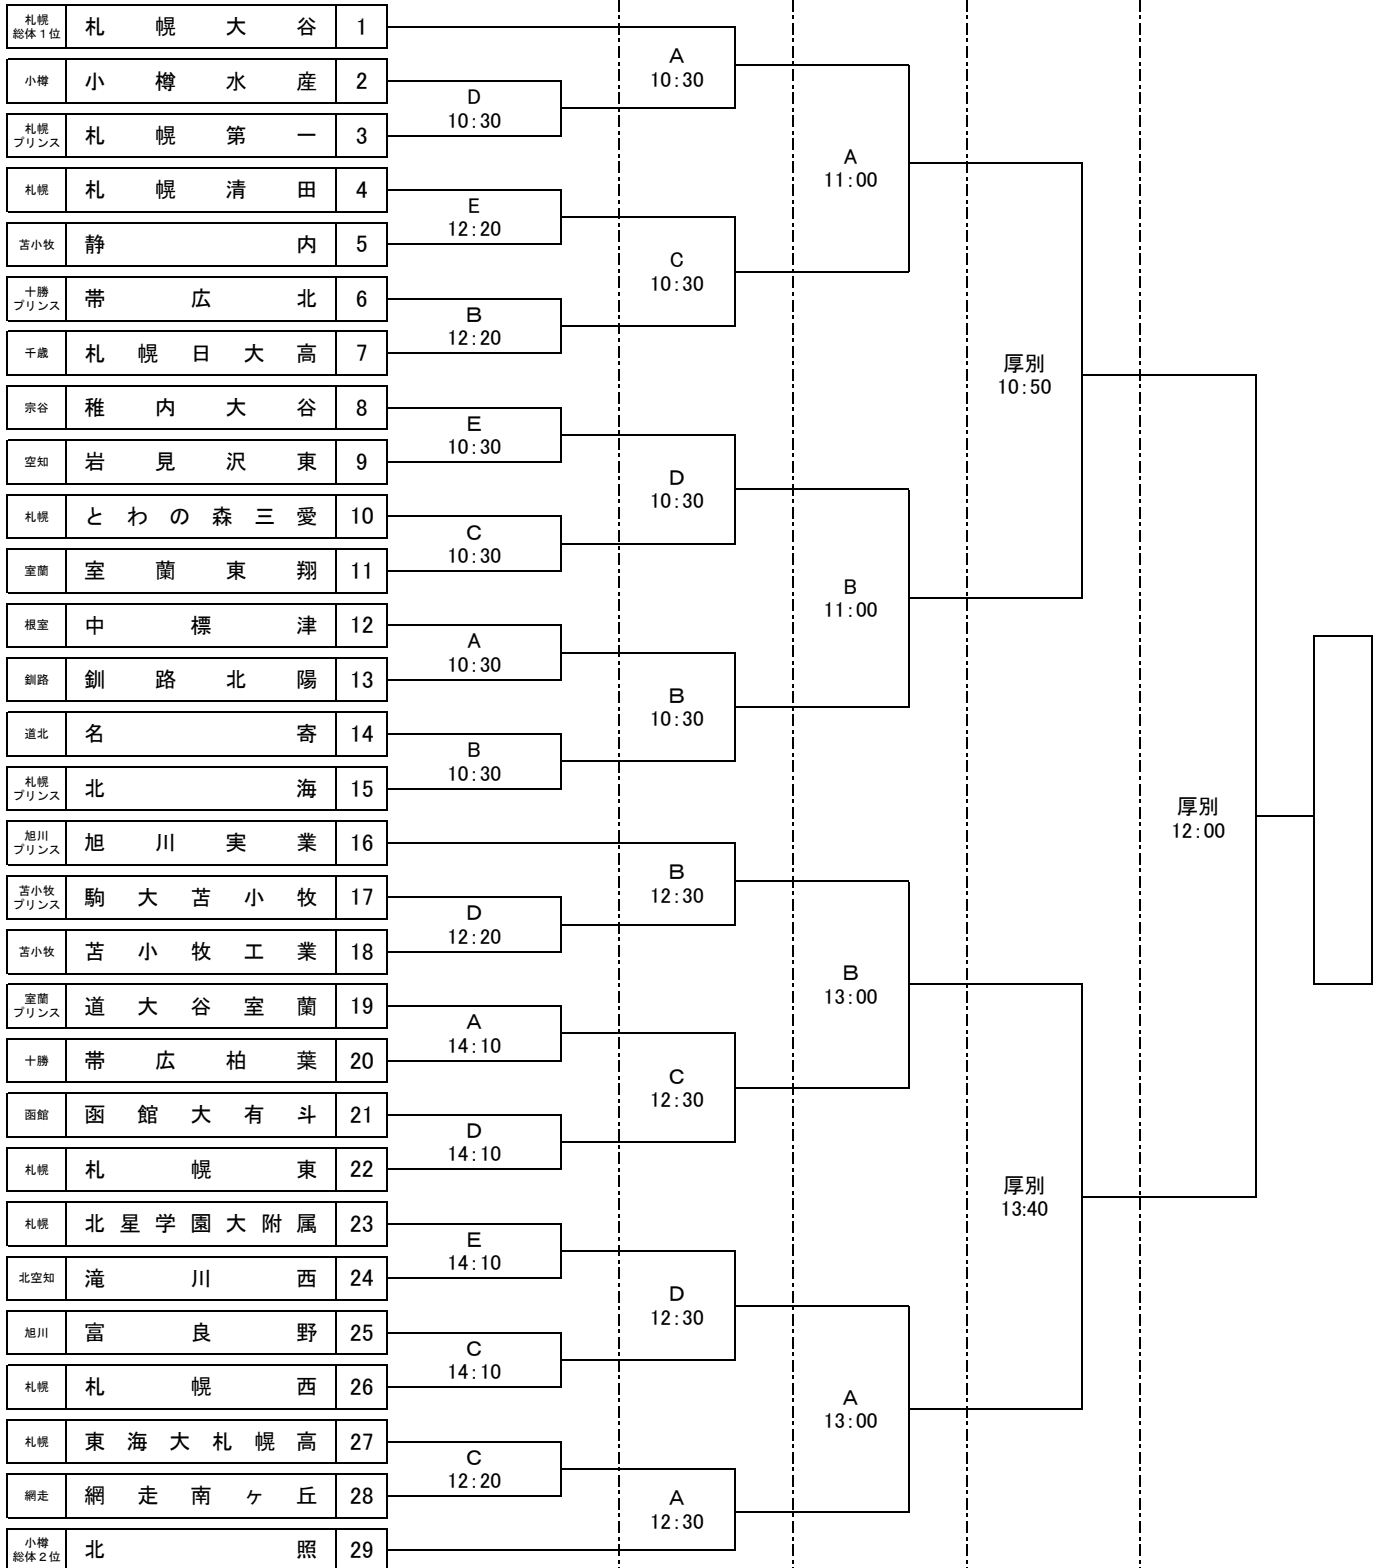 札幌
総体1位 札幌大谷 1
小樽 小樽水産 2
札幌
プリンス 札幌第一 3
札幌 札幌清田 4
苫小牧 静内 5
十勝
プリンス 帯広北 6
千歳 札幌日大高 7
宗谷 稚内大谷 8
空知 岩見沢東 9
札幌 とわの森三愛 10
室蘭 室蘭東翔 11
根室 中標津 12
釧路 釧路北陽 13
道北 名寄 14
札幌
プリンス 北海 15
旭川
プリンス 旭川実業 16
苫小牧
プリンス 駒大苫小牧 17
苫小牧 苫小牧工業 18
室蘭
プリンス 道大谷室蘭 19
十勝 帯広柏葉 20
函館 函館大有斗 21
札幌 札幌東 22
札幌 北星学園大附属 23
北空知 滝川西 24
旭川 富良野 25
札幌 札幌西 26
札幌 東海大札幌高 27
網走 網走南ヶ丘 28
小樽
総体2位 北照 29
D
10:30
E
12:20
B
12:20
E
10:30
C
10:30
A
10:30
B
10:30
D
12:20
A
14:10
D
14:10
E
14:10
C
14:10
C
12:20
A
10:30
C
10:30
D
10:30
B
10:30
B
12:30
C
12:30
D
12:30
A
12:30
A
11:00
B
11:00
B
13:00
A
13:00
厚別
10:50
厚別
13:40
厚別
12:00